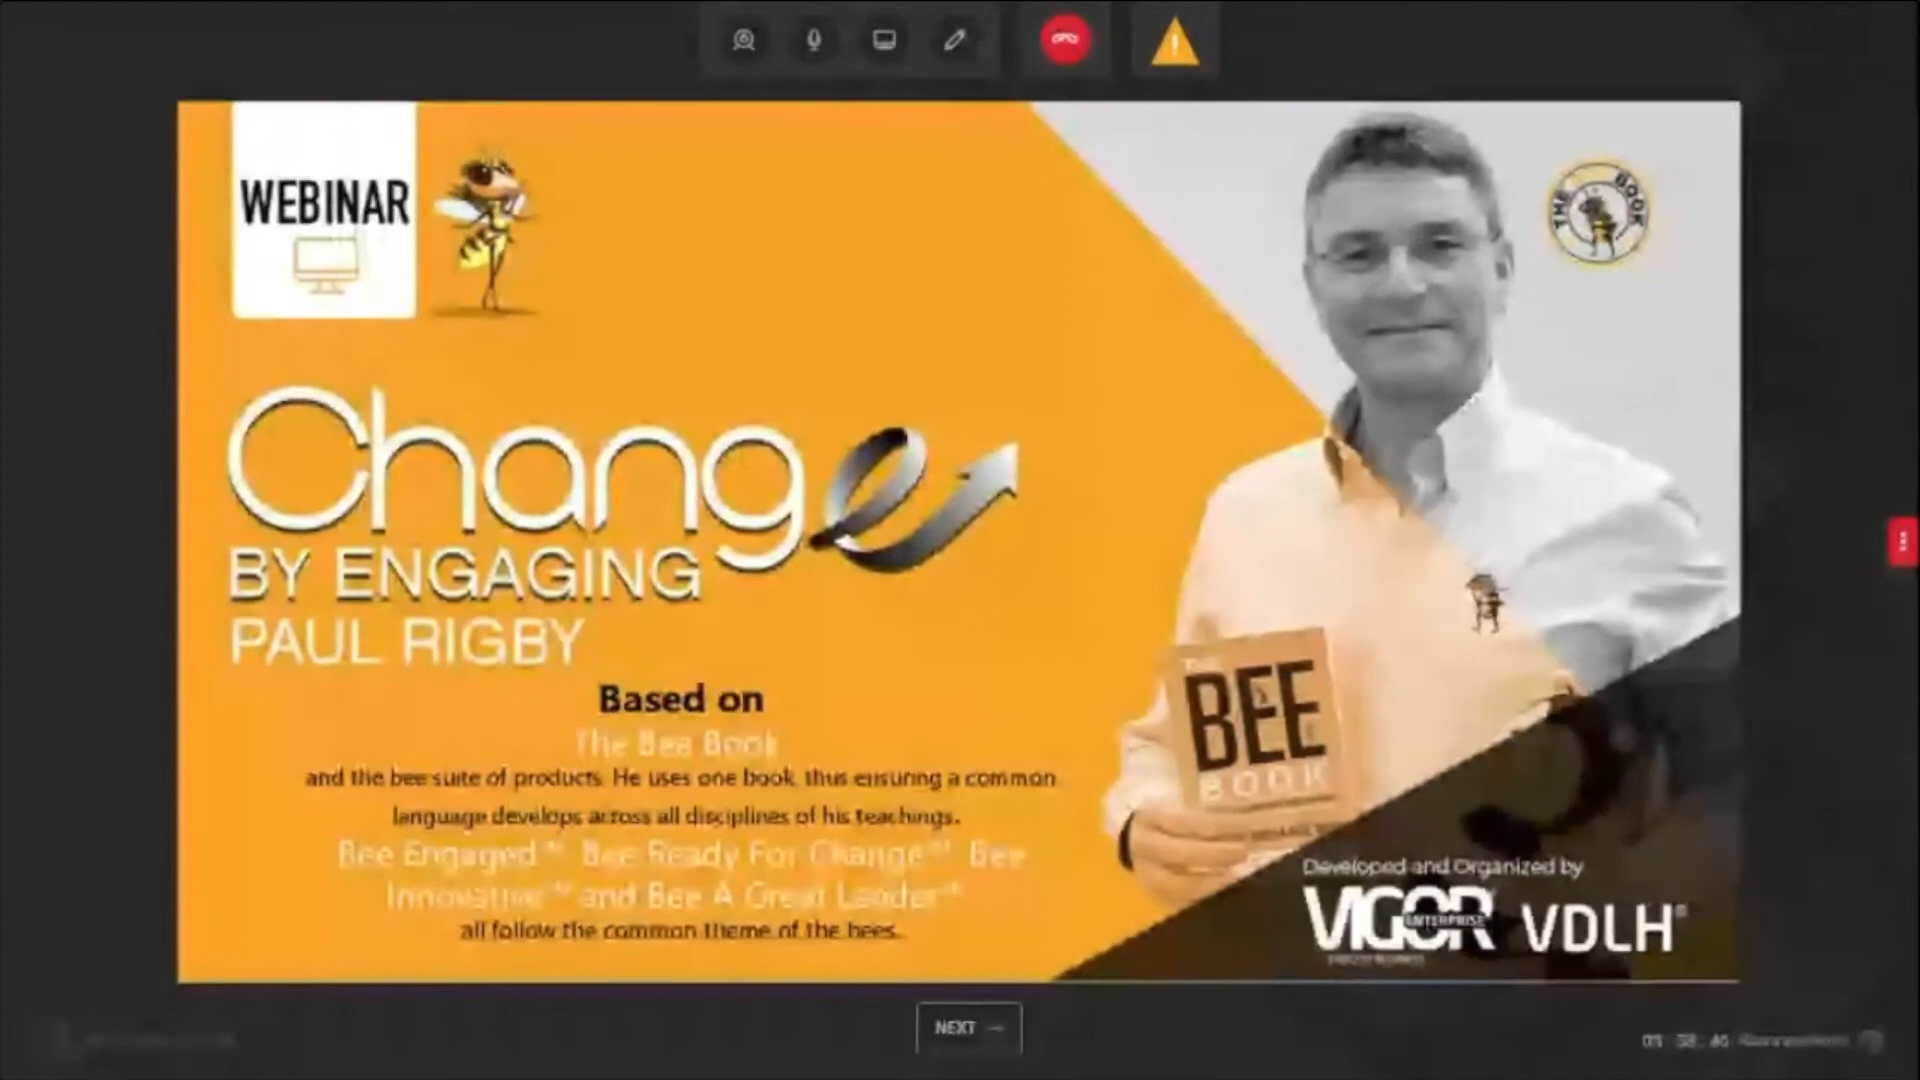 WEBINAR
THE BOOK
Change
BY ENGAGING
PAUL RIGBY
Based on
The Bee Book
and the bee suite of products. He uses one book, thus ensuring a common
language develops across all disciplines of his teachings.
Bee Engaged™ Bee Ready For Change™ Bee
Innovative™ and Bee A Great Leader™
all follow the common theme of the bees.
THE
BEE
BOOK
Developed and Organized by
VIGOR
ENTERPRISE
VDLH®
NEXT